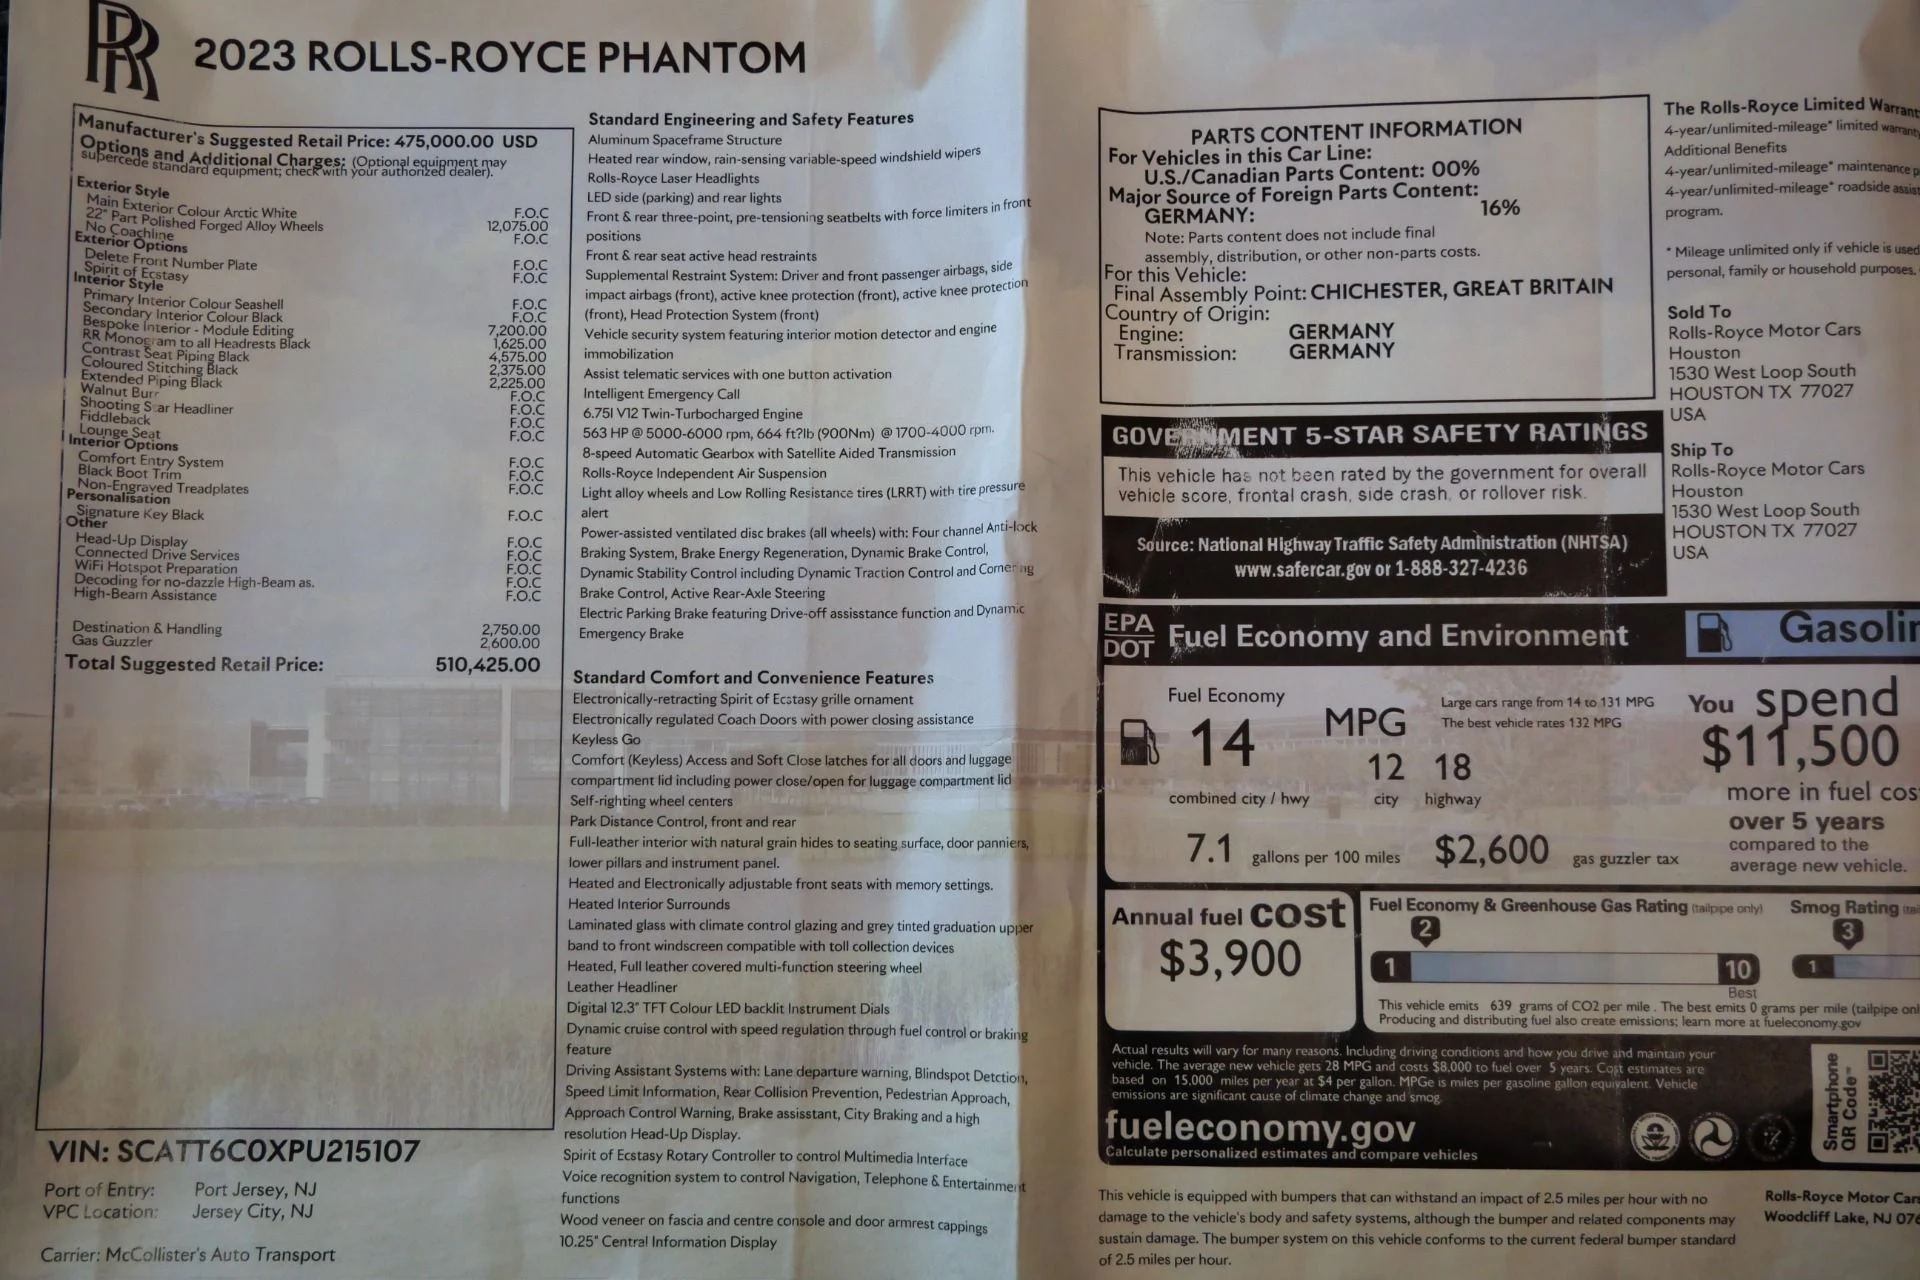 RR
2023 ROLLS-ROYCE PHANTOM
Manufacturer's Suggested Retail Price: 475,000.00 USD
Options and Additional Charges: (Optional equipment may
supercede standard equipment; check with your authorized dealer).
Exterior Style
Main Exterior Colour Arctic White F.O.C
22" Part Polished Forged Alloy Wheels 12,075.00
No Coachline F.O.C
Exterior Options
Delete Front Number Plate F.O.C
Spirit of Ecstasy F.O.C
Interior Style
Primary Interior Colour Seashell F.O.C
Secondary Interior Colour Black F.O.C
Bespoke Interior - Module Editing 7,200.00
RR Monogram to all Headrests Black 1,625.00
Contrast Seat Piping Black 4,575.00
Coloured Stitching Black 2,375.00
Extended Piping Black 2,225.00
Walnut Burr F.O.C
Shooting Star Headliner F.O.C
Fiddleback F.O.C
Lounge Seat F.O.C
Interior Options
Comfort Entry System F.O.C
Black Boot Trim F.O.C
Non-Engraved Treadplates F.O.C
Personalisation
Signature Key Black F.O.C
Other
Head-Up Display F.O.C
Connected Drive Services F.O.C
WiFi Hotspot Preparation F.O.C
Decoding for no-dazzle High-Beam as. F.O.C
High-Beam Assistance F.O.C
Destination & Handling 2,750.00
Gas Guzzler 2,600.00
Total Suggested Retail Price: 510,425.00
VIN: SCATT6C0XPU215107
Port of Entry: Port Jersey, NJ
VPC Location: Jersey City, NJ
Carrier: McCollister's Auto Transport
Standard Engineering and Safety Features
Aluminum Spaceframe Structure
Heated rear window, rain-sensing variable-speed windshield wipers
Rolls-Royce Laser Headlights
LED side (parking) and rear lights
Front & rear three-point, pre-tensioning seatbelts with force limiters in front
positions
Front & rear seat active head restraints
Supplemental Restraint System: Driver and front passenger airbags, side
impact airbags (front), active knee protection (front), active knee protection
(front), Head Protection System (front)
Vehicle security system featuring interior motion detector and engine
immobilization
Assist telematic services with one button activation
Intelligent Emergency Call
6.75l V12 Twin-Turbocharged Engine
563 HP @ 5000-6000 rpm, 664 ft?lb (900Nm) @ 1700-4000 rpm.
8-speed Automatic Gearbox with Satellite Aided Transmission
Rolls-Royce Independent Air Suspension
Light alloy wheels and Low Rolling Resistance tires (LRRT) with tire pressure
alert
Power-assisted ventilated disc brakes (all wheels) with: Four channel Anti-lock
Braking System, Brake Energy Regeneration, Dynamic Brake Control,
Dynamic Stability Control including Dynamic Traction Control and Cornering
Brake Control, Active Rear-Axle Steering
Electric Parking Brake featuring Drive-off assisstance function and Dynamic
Emergency Brake
Standard Comfort and Convenience Features
Electronically-retracting Spirit of Ecstasy grille ornament
Electronically regulated Coach Doors with power closing assistance
Keyless Go
Comfort (Keyless) Access and Soft Close latches for all doors and luggage
compartment lid including power close/open for luggage compartment lid
Self-righting wheel centers
Park Distance Control, front and rear
Full-leather interior with natural grain hides to seating surface, door panniers,
lower pillars and instrument panel.
Heated and Electronically adjustable front seats with memory settings.
Heated Interior Surrounds
Laminated glass with climate control glazing and grey tinted graduation upper
band to front windscreen compatible with toll collection devices
Heated, Full leather covered multi-function steering wheel
Leather Headliner
Digital 12.3" TFT Colour LED backlit Instrument Dials
Dynamic cruise control with speed regulation through fuel control or braking
feature
Driving Assistant Systems with: Lane departure warning, Blindspot Detction,
Speed Limit Information, Rear Collision Prevention, Pedestrian Approach,
Approach Control Warning, Brake assisstant, City Braking and a high
resolution Head-Up Display.
Spirit of Ecstasy Rotary Controller to control Multimedia Interface
Voice recognition system to control Navigation, Telephone & Entertainment
functions
Wood veneer on fascia and centre console and door armrest cappings
10.25" Central Information Display
PARTS CONTENT INFORMATION
For Vehicles in this Car Line:
U.S./Canadian Parts Content: 00%
Major Source of Foreign Parts Content:
GERMANY: 16%
Note: Parts content does not include final
assembly, distribution, or other non-parts costs.
For this Vehicle:
Final Assembly Point: CHICHESTER, GREAT BRITAIN
Country of Origin:
Engine: GERMANY
Transmission: GERMANY
GOVERNMENT 5-STAR SAFETY RATINGS
This vehicle has not been rated by the government for overall
vehicle score, frontal crash, side crash, or rollover risk.
Source: National Highway Traffic Safety Administration (NHTSA)
www.safercar.gov or 1-888-327-4236
The Rolls-Royce Limited Warrant
4-year/unlimited-mileage* limited warranty
Additional Benefits
4-year/unlimited-mileage* maintenance p
4-year/unlimited-mileage* roadside assist
program.
* Mileage unlimited only if vehicle is used
personal, family or household purposes.
Sold To
Rolls-Royce Motor Cars
Houston
1530 West Loop South
HOUSTON TX 77027
USA
Ship To
Rolls-Royce Motor Cars
Houston
1530 West Loop South
HOUSTON TX 77027
USA
EPA
DOT
Fuel Economy and Environment
Gasolin
Fuel Economy
14 MPG
combined city / hwy
12 city
18 highway
Large cars range from 14 to 131 MPG
The best vehicle rates 132 MPG
7.1 gallons per 100 miles
$2,600 gas guzzler tax
You spend
$11,500
more in fuel cos
over 5 years
compared to the
average new vehicle.
Annual fuel COST
$3,900
Fuel Economy & Greenhouse Gas Rating (tailpipe only)
2
1 10
Best
Smog Rating (tai
3
1
This vehicle emits 639 grams of CO2 per mile . The best emits 0 grams per mile (tailpipe onl
Producing and distributing fuel also create emissions; learn more at fueleconomy.gov
Actual results will vary for many reasons. Including driving conditions and how you drive and maintain your
vehicle. The average new vehicle gets 28 MPG and costs $8,000 to fuel over 5 years. Cost estimates are
based on 15,000 miles per year at $4 per gallon. MPGe is miles per gasoline gallon equivalent. Vehicle
emissions are significant cause of climate change and smog.
fueleconomy.gov
Calculate personalized estimates and compare vehicles
Smartphone
QR Code™
This vehicle is equipped with bumpers that can withstand an impact of 2.5 miles per hour with no
damage to the vehicle's body and safety systems, although the bumper and related components may
sustain damage. The bumper system on this vehicle conforms to the current federal bumper standard
of 2.5 miles per hour.
Rolls-Royce Motor Cars
Woodcliff Lake, NJ 076